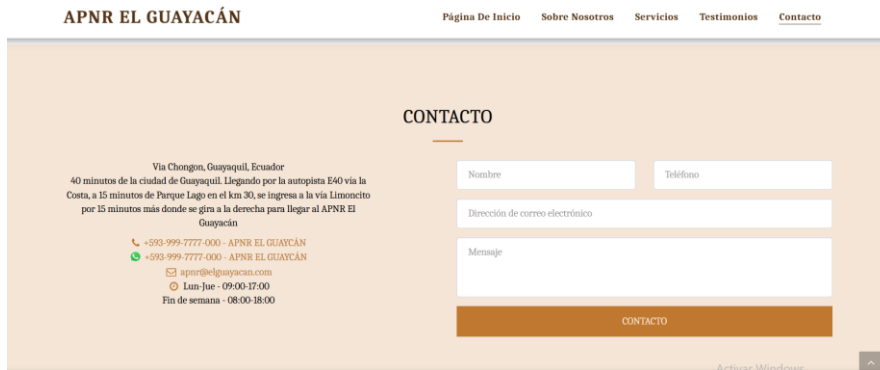 APNR EL GUAYACÁN
Página De Inicio Sobre Nosotros Servicios Testimonios Contacto
CONTACTO
Via Chongon, Guayaquil, Ecuador
40 minutos de la ciudad de Guayaquil. Llegando por la autopista E40 vía la
Costa, a 15 minutos de Parque Lago en el km 30, se ingresa a la vía Limoncito
por 15 minutos más donde se gira a la derecha para llegar al APNR El
Guayacán
+593-999-7777-000 - APNR EL GUAYCÁN
+593-999-7777-000 - APNR EL GUAYCÁN
apnr@elguayacan.com
Lun-Jue - 09:00-17:00
Fin de semana - 08:00-18:00
Nombre
Teléfono
Dirección de correo electrónico
Mensaje
CONTACTO
Activar Windows